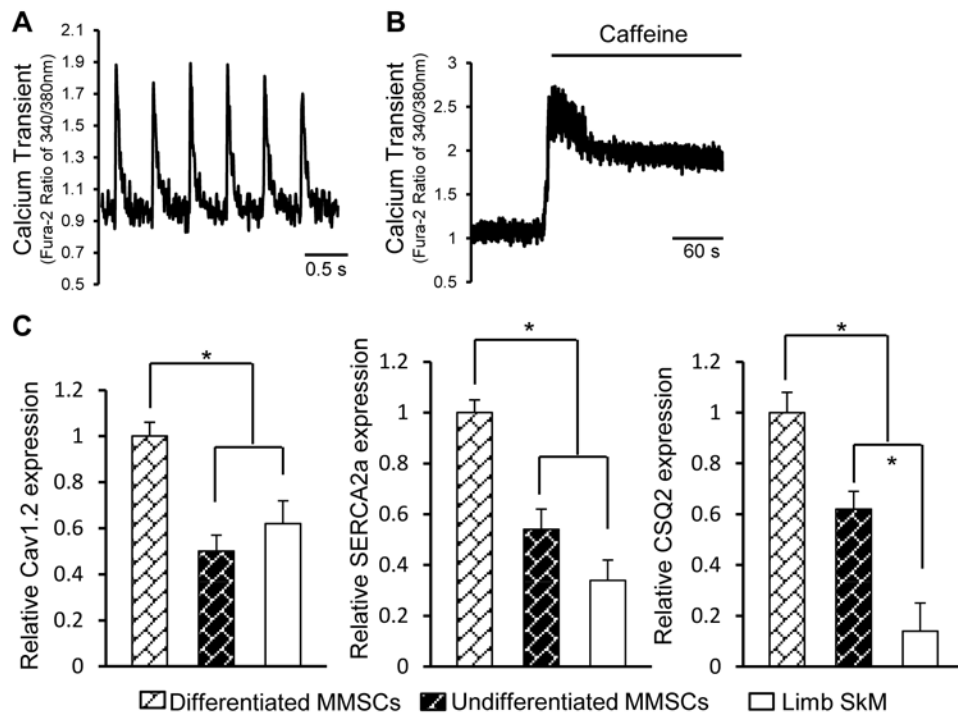 A
Calcium Transient
(Fura-2 Ratio of 340/380nm)
2.1
1.9
1.7
1.5
1.3
1.1
0.9
0.7
0.5
0.5 s
B
Caffeine
Calcium Transient
(Fura-2 Ratio of 340/380nm)
3
2.5
2
1.5
1
0.5
60 s
C
Relative Cav1.2 expression
1.2
1
0.8
0.6
0.4
0.2
0
*
Relative SERCA2a expression
1.2
1
0.8
0.6
0.4
0.2
0
*
Relative CSQ2 expression
1.2
1
0.8
0.6
0.4
0.2
0
*
*
Differentiated MMSCs
Undifferentiated MMSCs
Limb SkM